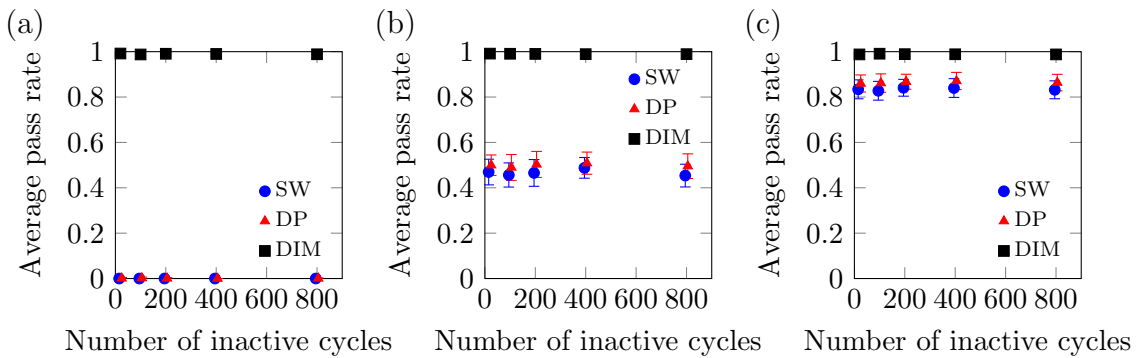 (a)
Average pass rate
1
0.8
0.6
0.4
0.2
0
0 200 400 600 800
Number of inactive cycles
SW
DP
DIM
(b)
Average pass rate
1
0.8
0.6
0.4
0.2
0
0 200 400 600 800
Number of inactive cycles
SW
DP
DIM
(c)
Average pass rate
1
0.8
0.6
0.4
0.2
0
0 200 400 600 800
Number of inactive cycles
SW
DP
DIM